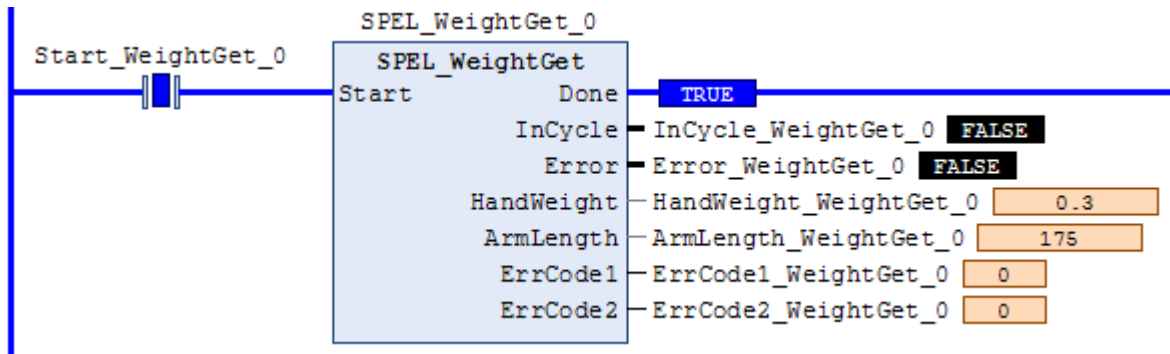 SPEL_WeightGet_0
Start_WeightGet_0
SPEL_WeightGet
Start Done TRUE
InCycle InCycle_WeightGet_0 FALSE
Error Error_WeightGet_0 FALSE
HandWeight HandWeight_WeightGet_0 0.3
ArmLength ArmLength_WeightGet_0 175
ErrCode1 ErrCode1_WeightGet_0 0
ErrCode2 ErrCode2_WeightGet_0 0